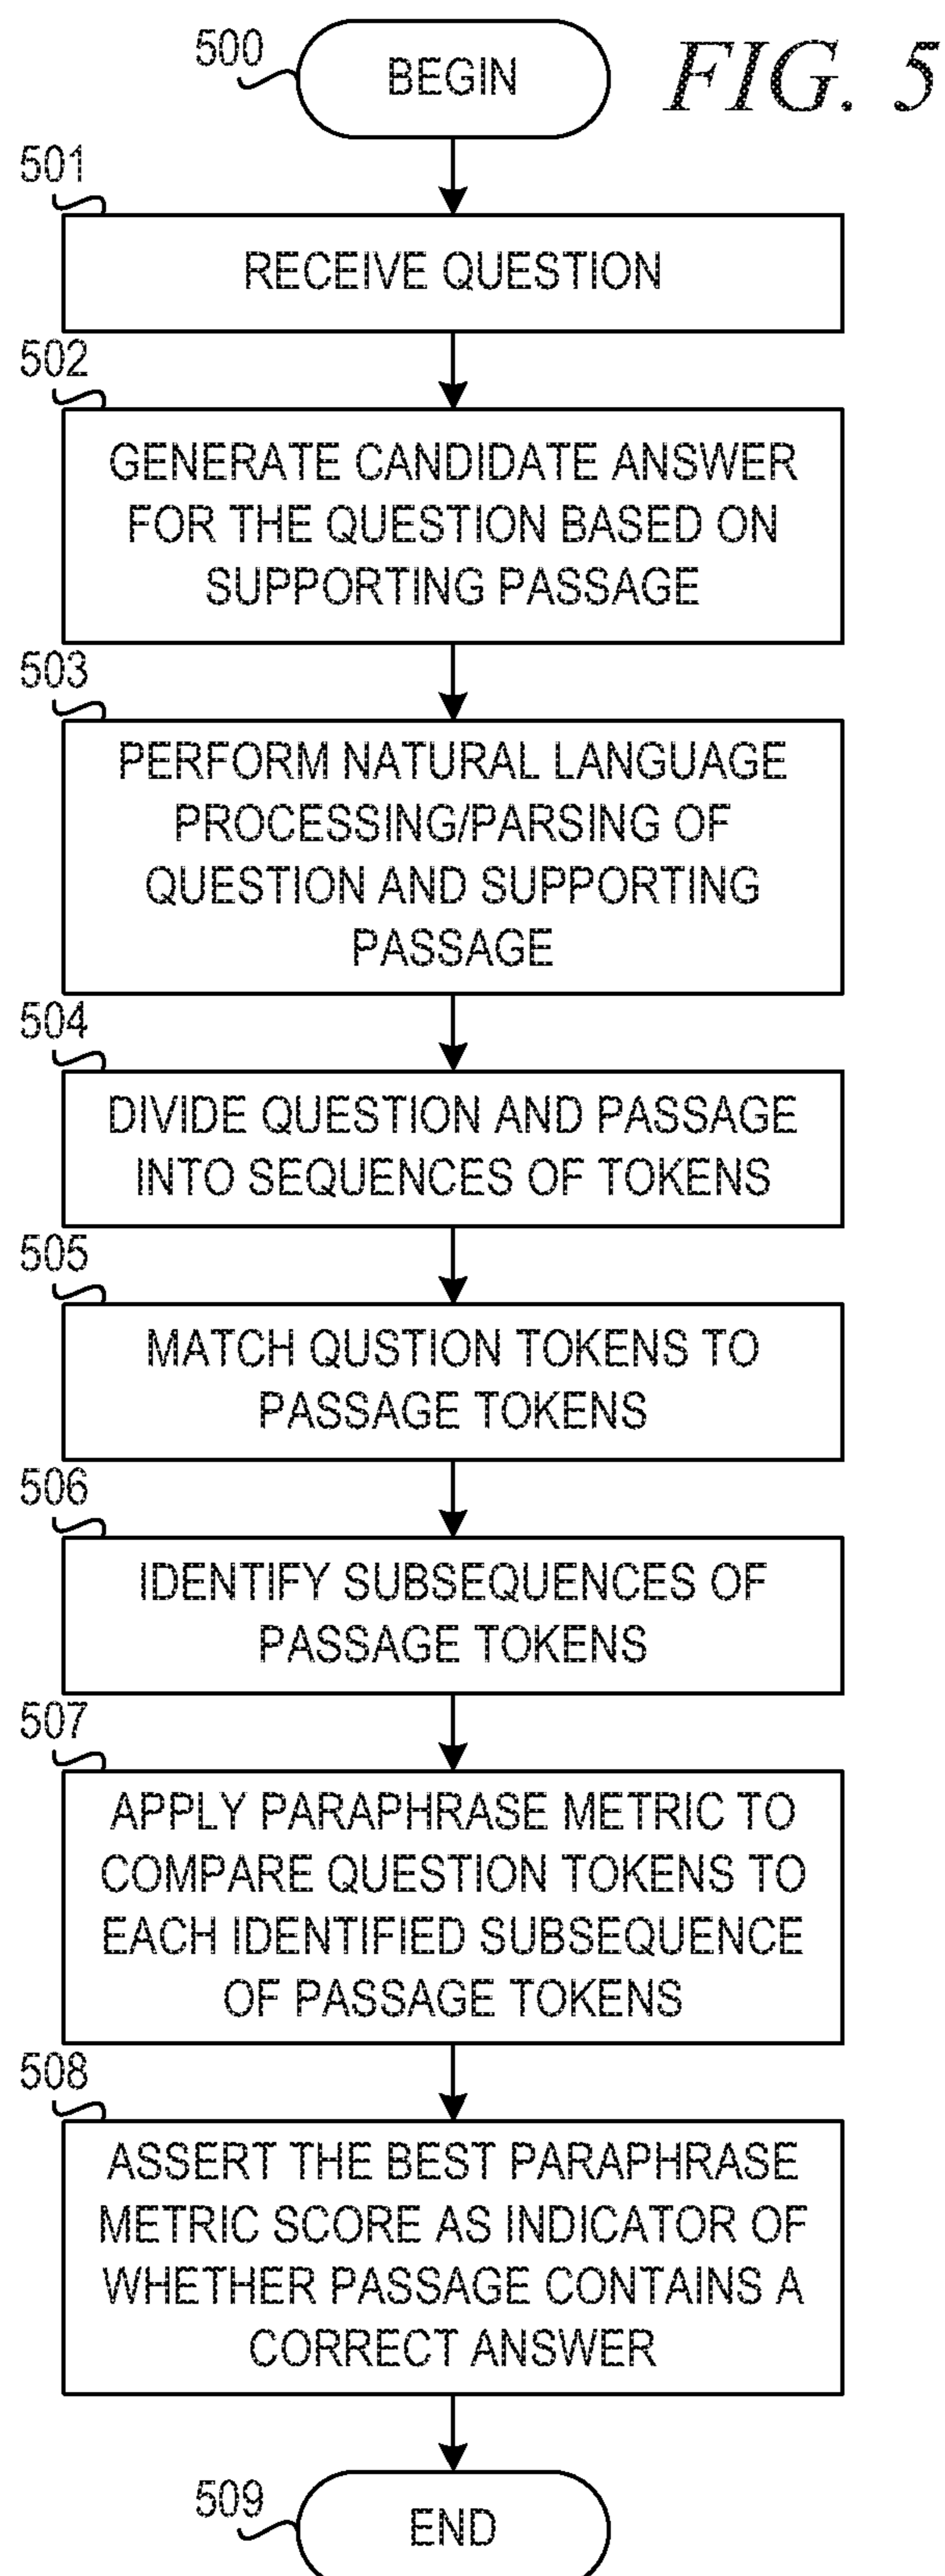 500
BEGIN
FIG. 5
501
RECEIVE QUESTION
502
GENERATE CANDIDATE ANSWER
FOR THE QUESTION BASED ON
SUPPORTING PASSAGE
503
PERFORM NATURAL LANGUAGE
PROCESSING/PARSING OF
QUESTION AND SUPPORTING
PASSAGE
504
DIVIDE QUESTION AND PASSAGE
INTO SEQUENCES OF TOKENS
505
MATCH QUSTION TOKENS TO
PASSAGE TOKENS
506
IDENTIFY SUBSEQUENCES OF
PASSAGE TOKENS
507
APPLY PARAPHRASE METRIC TO
COMPARE QUESTION TOKENS TO
EACH IDENTIFIED SUBSEQUENCE
OF PASSAGE TOKENS
508
ASSERT THE BEST PARAPHRASE
METRIC SCORE AS INDICATOR OF
WHETHER PASSAGE CONTAINS A
CORRECT ANSWER
509
END